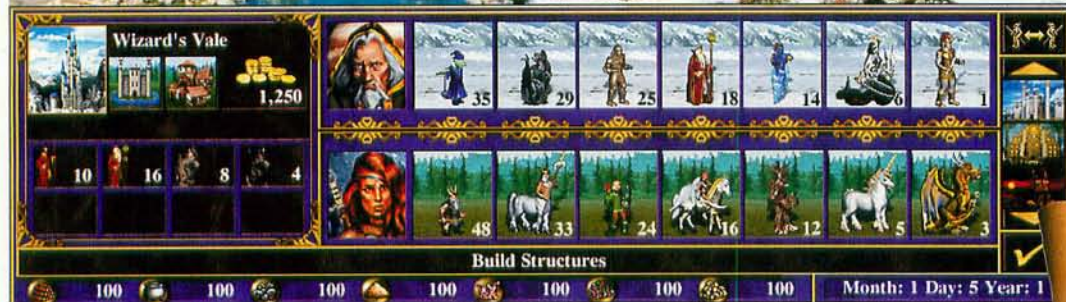 Wizard's Vale
1,250
35 29 25 18 14 6 1
10 16 8 4
48 33 24 16 12 5 3
Build Structures
100 100 100 100 100 100 100
Month: 1 Day: 5 Year: 1